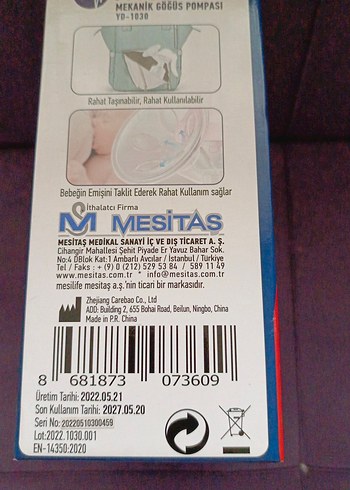 MEKANİK GÖĞÜS POMPASI
YD-1030
Rahat Taşınabilir, Rahat Kullanılabilir
Bebeğin Emişini Taklit Ederek Rahat Kullanım sağlar
İthalatcı Firma
MESİTAŞ
MESİTAŞ MEDİKAL SANAYİ İÇ VE DIŞ TİCARET A. Ş.
Cihangir Mahallesi Şehit Piyade Er Yavuz Bahar Sok.
No:4 DBlok Kat:1 Ambarlı Avcılar / İstanbul / Türkiye
Tel / Faks : + (9) 0 (212) 529 53 84 / 589 11 49
www.mesitas.com.tr * info@mesitas.com.tr
mesilife mesitaş a.ş.'nin ticari bir markasıdır.
Zhejiang Carebao Co., Ltd
ADD: Building 2, 655 Bohai Road, Beilun, Ningbo, China
Made in P.R. China
8 681873 073609
Üretim Tarihi: 2022.05.21
Son Kullanım Tarihi: 2027.05.20
Seri No: 20220510300459
Lot:2022.1030.001
EN-14350:2020